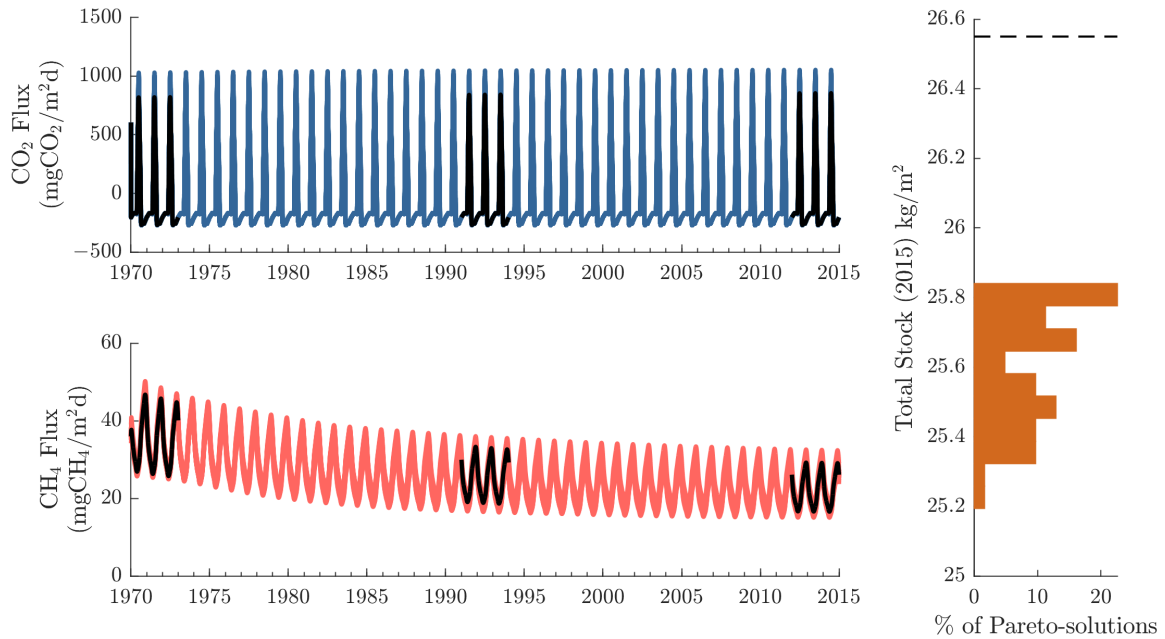 CO₂ Flux
(mgCO₂/m²d)
1500
1000
500
0
−500
1970 1975 1980 1985 1990 1995 2000 2005 2010 2015
CH₄ Flux
(mgCH₄/m²d)
60
40
20
0
1970 1975 1980 1985 1990 1995 2000 2005 2010 2015
Total Stock (2015) kg/m²
26.6
26.4
26.2
26
25.8
25.6
25.4
25.2
25
0 10 20
% of Pareto-solutions